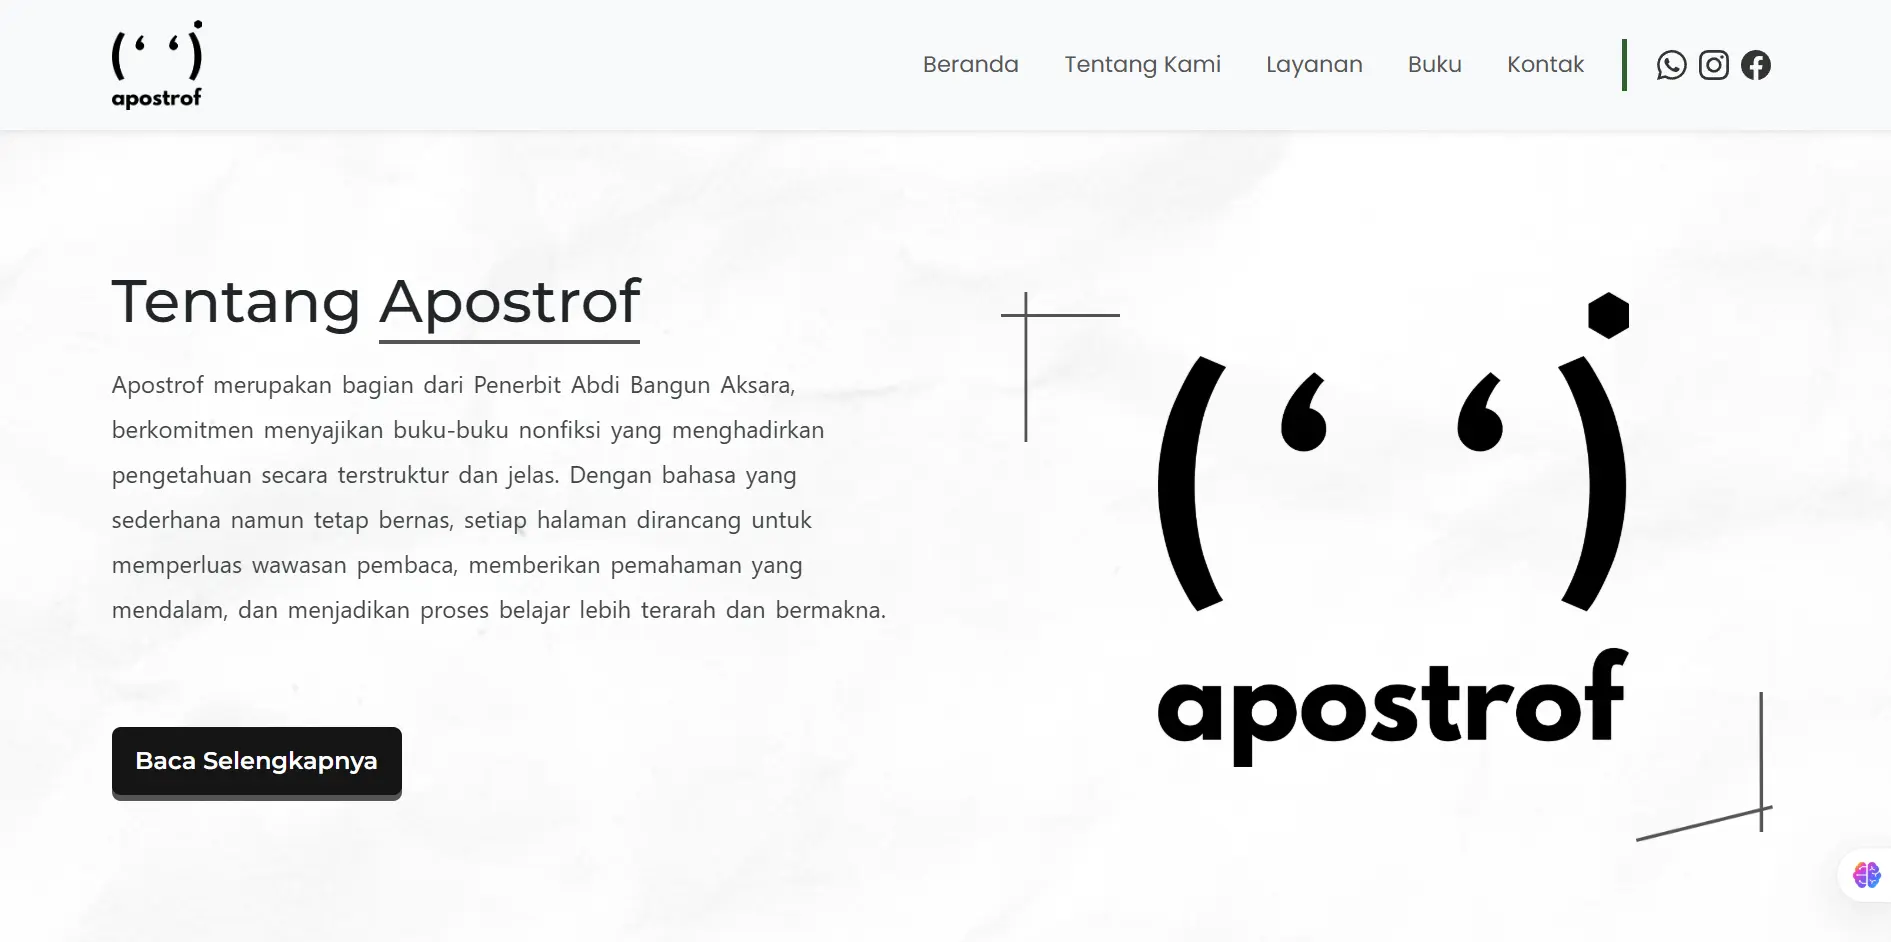 (‘ ‘)
apostrof
Beranda
Tentang Kami
Layanan
Buku
Kontak
Tentang Apostrof
Apostrof merupakan bagian dari Penerbit Abdi Bangun Aksara,
berkomitmen menyajikan buku-buku nonfiksi yang menghadirkan
pengetahuan secara terstruktur dan jelas. Dengan bahasa yang
sederhana namun tetap bernas, setiap halaman dirancang untuk
memperluas wawasan pembaca, memberikan pemahaman yang
mendalam, dan menjadikan proses belajar lebih terarah dan bermakna.
Baca Selengkapnya
(‘ ‘)
apostrof